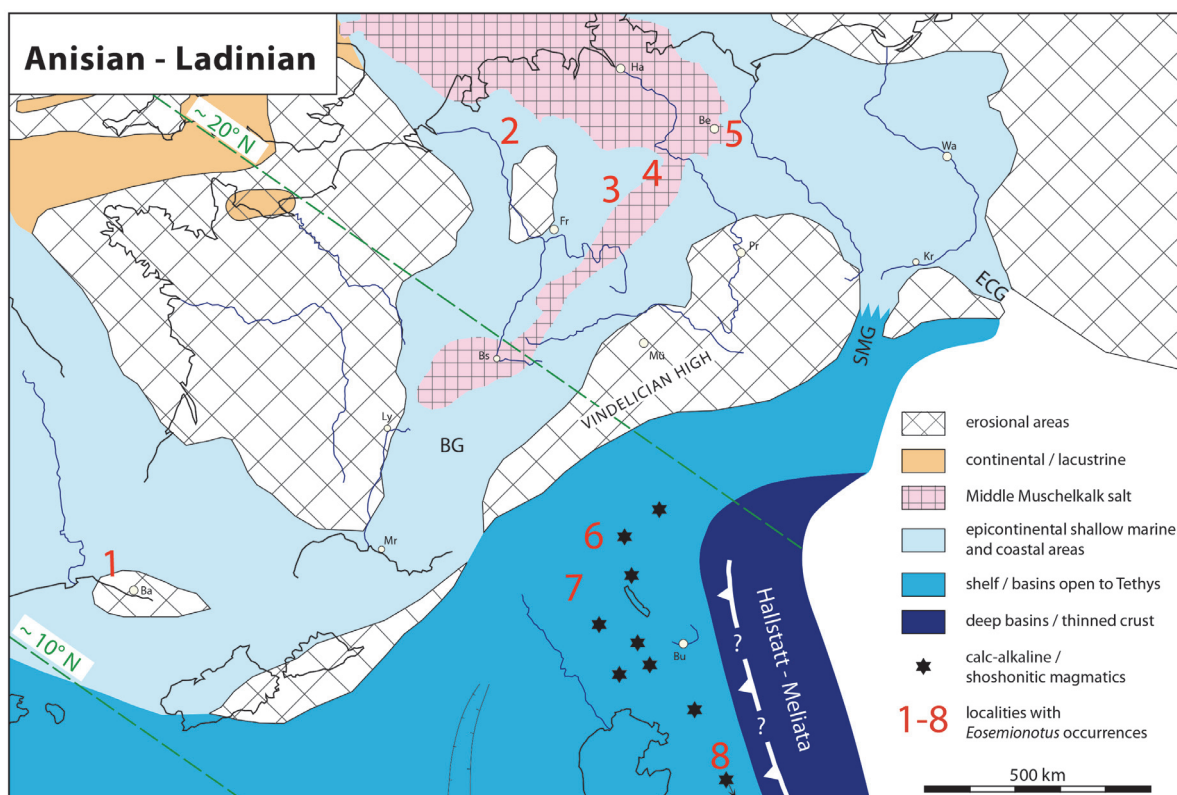 Anisian - Ladinian
~ 20° N
Ha
2
Be
5
Wa
3
4
Fr
Pr
Kr
ECG
SMG
Bs
Mü
VINDELICIAN HIGH
Ly
BG
Mr
1
Ba
~ 10° N
6
7
Bu
8
?
?
Hallstatt - Meliata
erosional areas
continental / lacustrine
Middle Muschelkalk salt
epicontinental shallow marine
and coastal areas
shelf / basins open to Tethys
deep basins / thinned crust
calc-alkaline /
shoshonitic magmatics
1-8
localities with
Eosemionotus occurrences
500 km